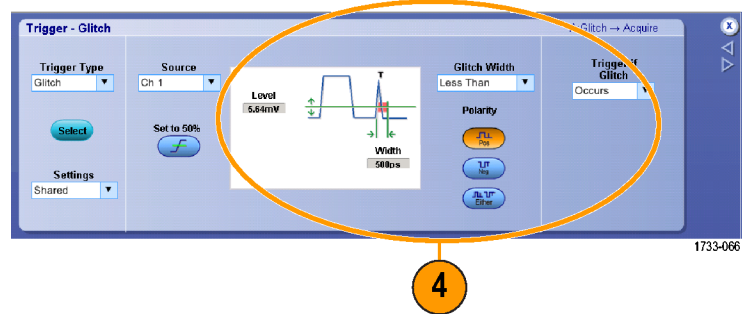 Trigger - Glitch
Glitch → Acquire
X
Trigger Type
Glitch
Select
Settings
Shared
Source
Ch 1
Set to 50%
Level
5.64mV
T
Width
500ps
Glitch Width
Less Than
Polarity
Pos
Neg
Either
Trigger if
Glitch
Occurs
1733-066
4